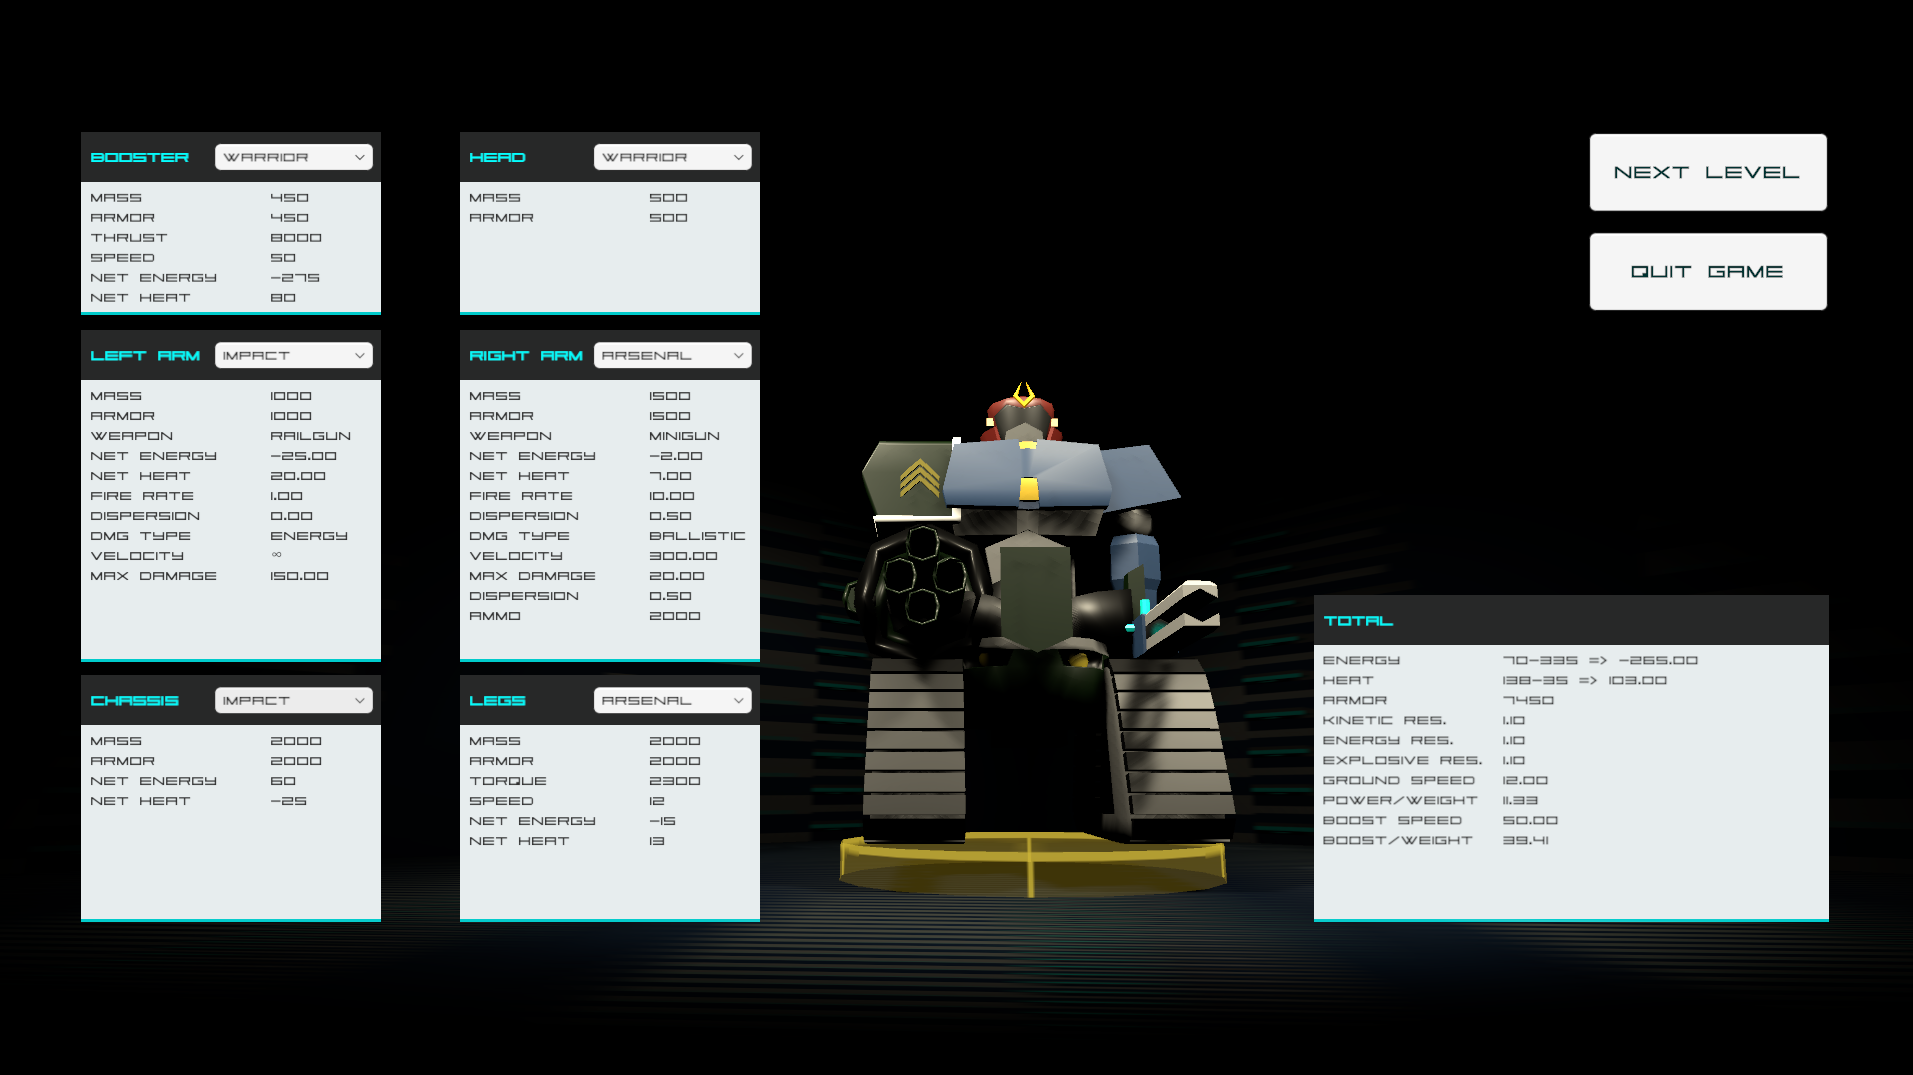 BOOSTER WARRIOR
MASS 450
ARMOR 450
THRUST 8000
SPEED 50
NET ENERGY -275
NET HEAT 80
HEAD WARRIOR
MASS 500
ARMOR 500
NEXT LEVEL
QUIT GAME
LEFT ARM IMPACT
MASS 1000
ARMOR 1000
WEAPON RAILGUN
NET ENERGY -25.00
NET HEAT 20.00
FIRE RATE 1.00
DISPERSION 0.00
DMG TYPE ENERGY
VELOCITY ∞
MAX DAMAGE 150.00
RIGHT ARM ARSENAL
MASS 1500
ARMOR 1500
WEAPON MINIGUN
NET ENERGY -2.00
NET HEAT 7.00
FIRE RATE 10.00
DISPERSION 0.50
DMG TYPE BALLISTIC
VELOCITY 300.00
MAX DAMAGE 20.00
DISPERSION 0.50
AMMO 2000
CHASSIS IMPACT
MASS 2000
ARMOR 2000
NET ENERGY 60
NET HEAT -25
LEGS ARSENAL
MASS 2000
ARMOR 2000
TORQUE 2300
SPEED 12
NET ENERGY -15
NET HEAT 13
TOTAL
ENERGY 70-335 => -265.00
HEAT 138-35 => 103.00
ARMOR 7450
KINETIC RES. 1.10
ENERGY RES. 1.10
EXPLOSIVE RES. 1.10
GROUND SPEED 12.00
POWER/WEIGHT 11.33
BOOST SPEED 50.00
BOOST/WEIGHT 39.41